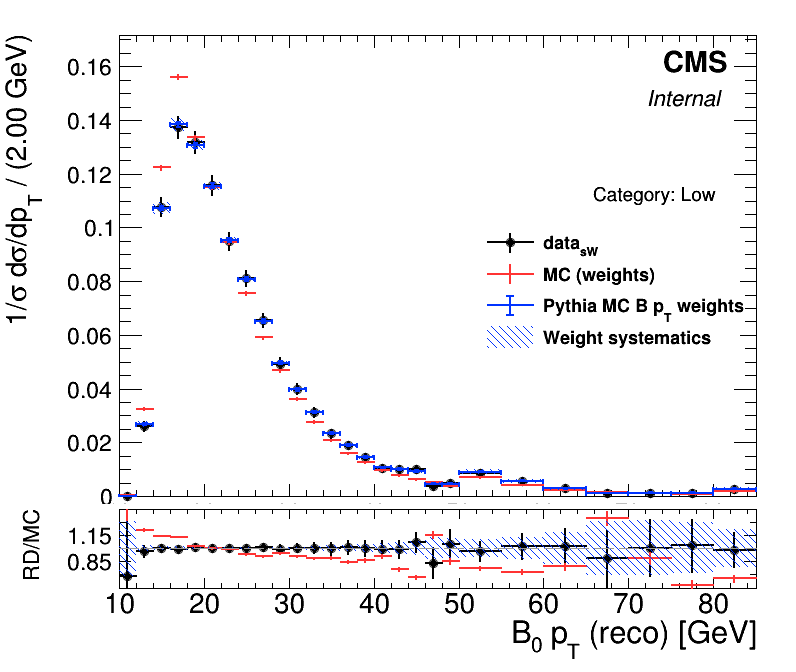 1/σ dσ/dp_T / (2.00 GeV)
0.16
0.14
0.12
0.1
0.08
0.06
0.04
0.02
0
CMS
Internal
Category: Low
data_sW
MC (weights)
Pythia MC B p_T weights
Weight systematics
RD/MC
1.15
0.85
10 20 30 40 50 60 70 80
B_0 p_T (reco) [GeV]